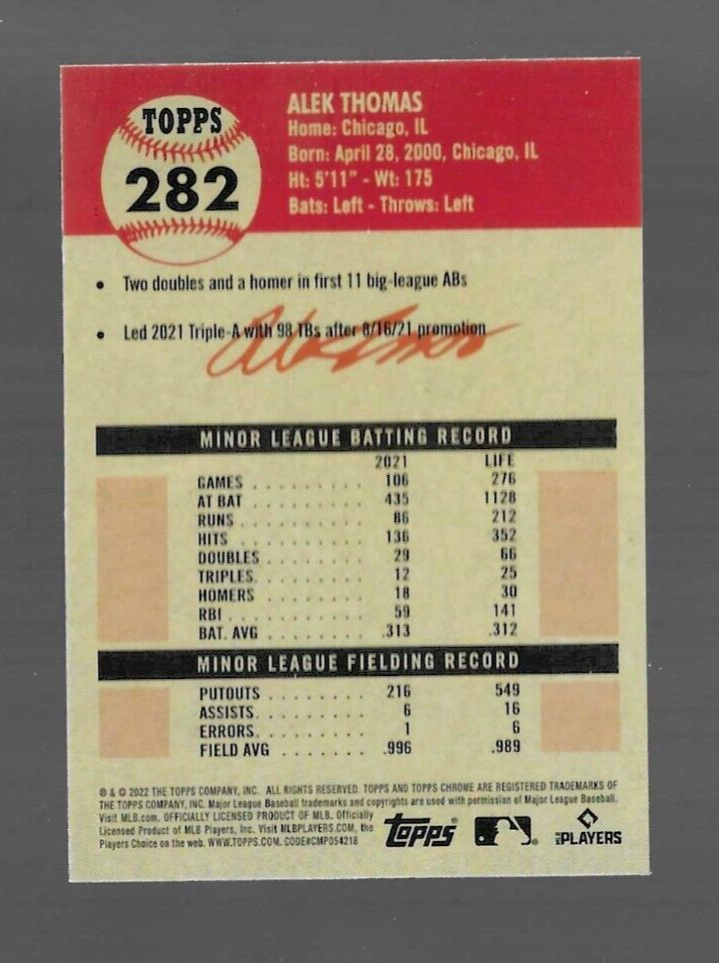 TOPPS
282
ALEK THOMAS
Home: Chicago, IL
Born: April 28, 2000, Chicago, IL
Ht: 5'11" - Wt: 175
Bats: Left - Throws: Left
• Two doubles and a homer in first 11 big-league ABs
• Led 2021 Triple-A with 98 TBs after 8/16/21 promotion
MINOR LEAGUE BATTING RECORD
2021 LIFE
GAMES . . . . . . . . . 106 276
AT BAT . . . . . . . . . 435 1128
RUNS . . . . . . . . . 86 212
HITS . . . . . . . . . 136 352
DOUBLES . . . . . . . . 29 66
TRIPLES. . . . . . . . . 12 25
HOMERS . . . . . . . . 18 30
RBI . . . . . . . . . . 59 141
BAT. AVG . . . . . . . . .313 .312
MINOR LEAGUE FIELDING RECORD
PUTOUTS . . . . . . . . 216 549
ASSISTS. . . . . . . . . 6 16
ERRORS. . . . . . . . . 1 6
FIELD AVG . . . . . . . .996 .989
® & © 2022 THE TOPPS COMPANY, INC. ALL RIGHTS RESERVED. TOPPS AND TOPPS CHROME ARE REGISTERED TRADEMARKS OF
THE TOPPS COMPANY, INC. Major League Baseball trademarks and copyrights are used with permission of Major League Baseball.
Visit MLB.com. OFFICIALLY LICENSED PRODUCT OF MLB. Officially
Licensed Product of MLB Players, Inc. Visit MLBPLAYERS.COM, the
Players Choice on the web. WWW.TOPPS.COM. CODE#CMP054218
topps
MLB PLAYERS